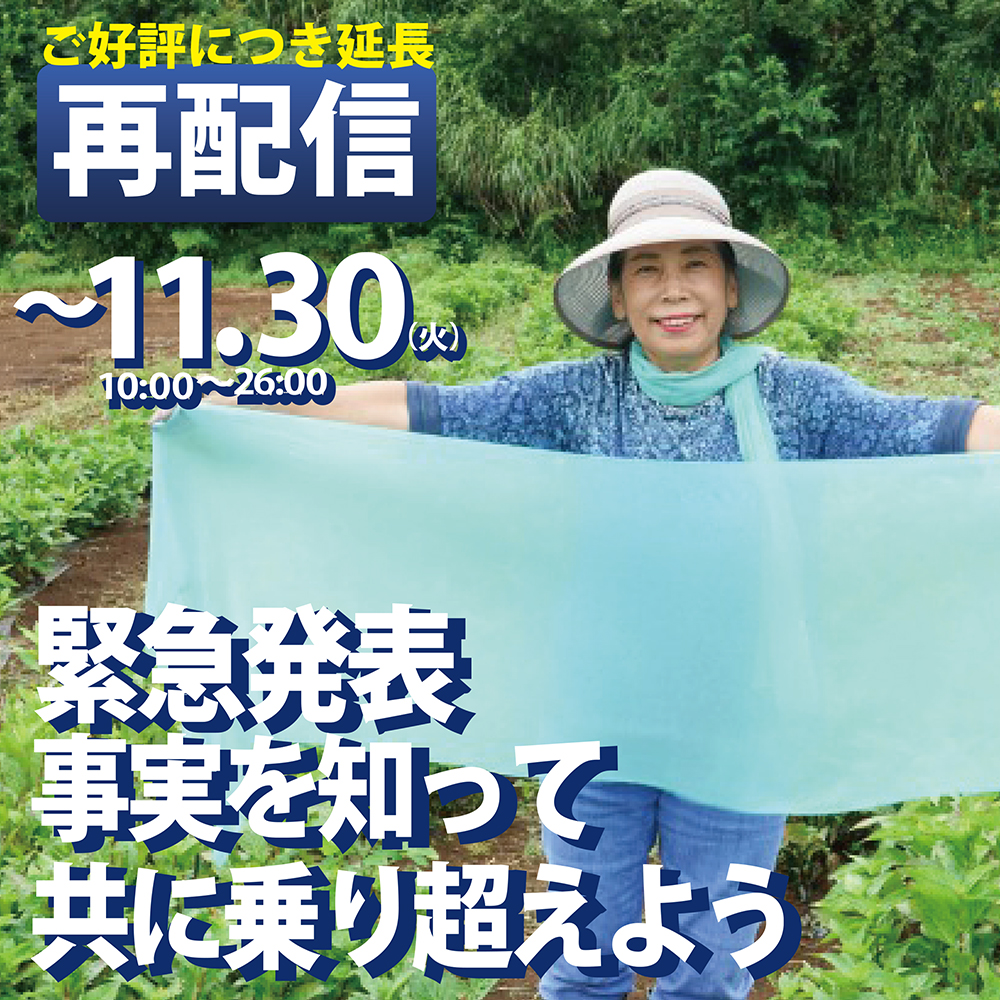 ご好評につき延長
再配信
～11.30(火)
10:00～26:00
緊急発表
事実を知って
共に乗り超えよう